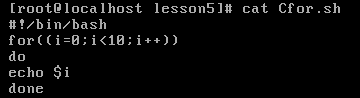 [root@localhost lesson5]# cat Cfor.sh
#!/bin/bash
for((i=0;i<10;i++))
do
echo $i
done